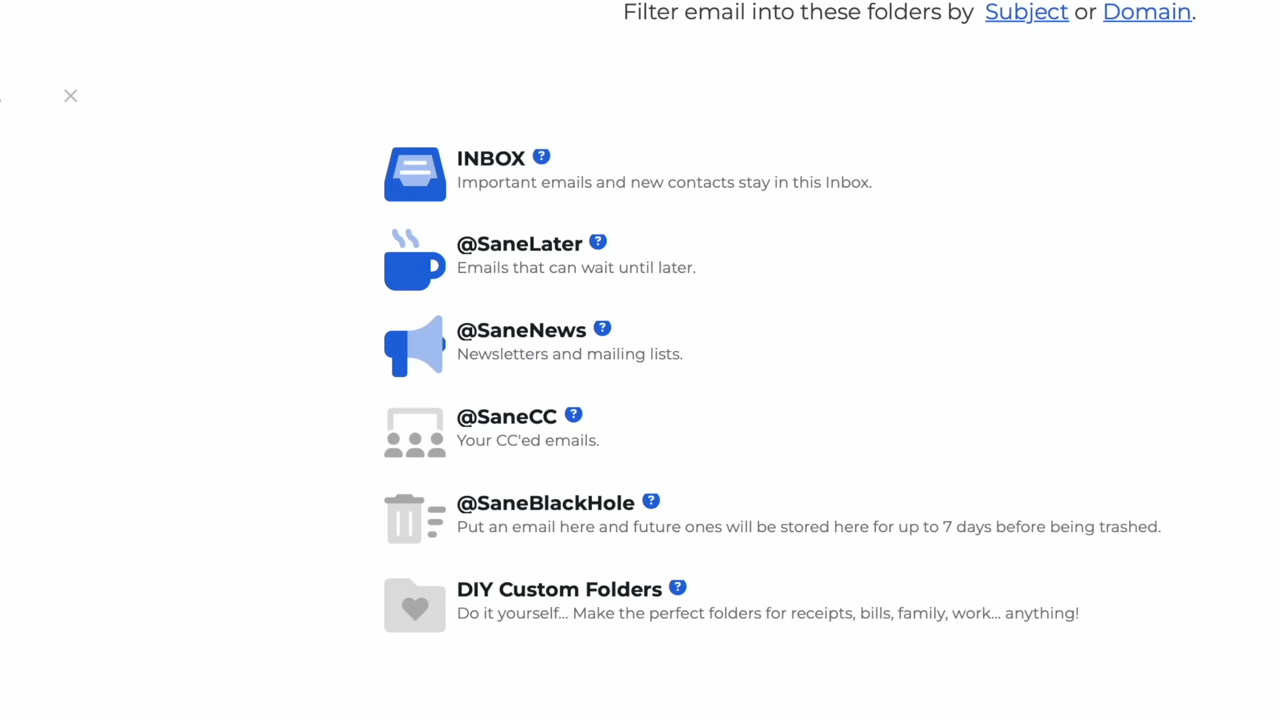 Filter email into these folders by Subject or Domain.
INBOX ?
Important emails and new contacts stay in this Inbox.
@SaneLater ?
Emails that can wait until later.
@SaneNews ?
Newsletters and mailing lists.
@SaneCC ?
Your CC'ed emails.
@SaneBlackHole ?
Put an email here and future ones will be stored here for up to 7 days before being trashed.
DIY Custom Folders ?
Do it yourself... Make the perfect folders for receipts, bills, family, work... anything!